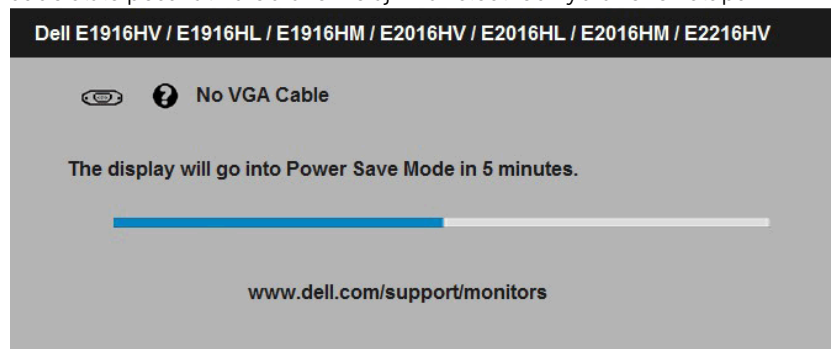 Dell E1916HV / E1916HL / E1916HM / E2016HV / E2016HL / E2016HM / E2216HV
No VGA Cable
The display will go into Power Save Mode in 5 minutes.
www.dell.com/support/monitors